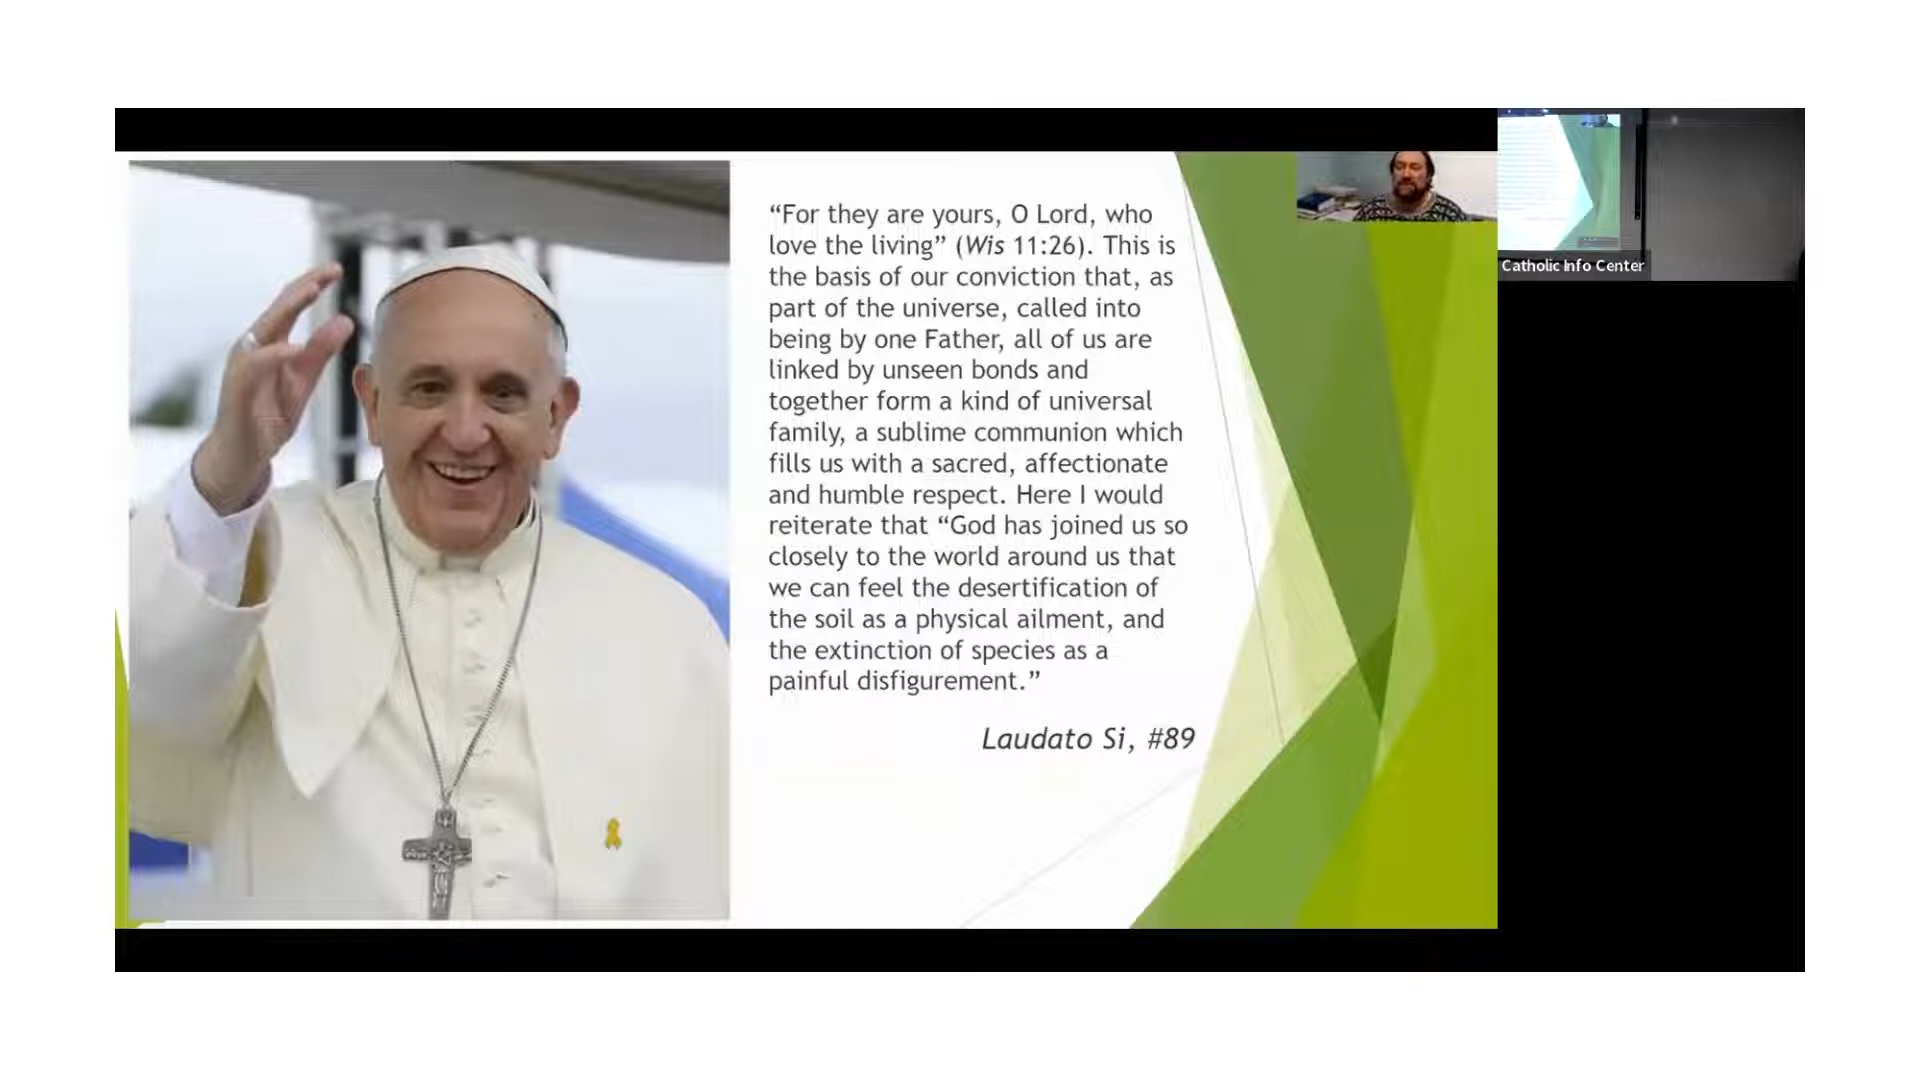 “For they are yours, O Lord, who
love the living” (Wis 11:26). This is
the basis of our conviction that, as
part of the universe, called into
being by one Father, all of us are
linked by unseen bonds and
together form a kind of universal
family, a sublime communion which
fills us with a sacred, affectionate
and humble respect. Here I would
reiterate that “God has joined us so
closely to the world around us that
we can feel the desertification of
the soil as a physical ailment, and
the extinction of species as a
painful disfigurement.”
Laudato Si, #89
Catholic Info Center